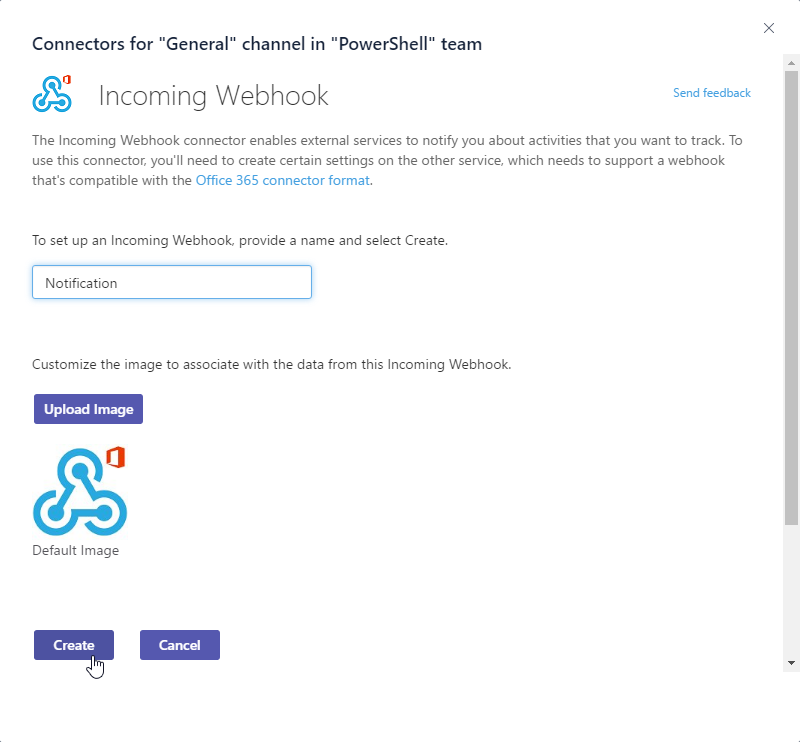 Connectors for "General" channel in "PowerShell" team
Incoming Webhook
Send feedback
The Incoming Webhook connector enables external services to notify you about activities that you want to track. To
use this connector, you'll need to create certain settings on the other service, which needs to support a webhook
that's compatible with the Office 365 connector format.
To set up an Incoming Webhook, provide a name and select Create.
Notification
Customize the image to associate with the data from this Incoming Webhook.
Upload Image
Default Image
Create
Cancel